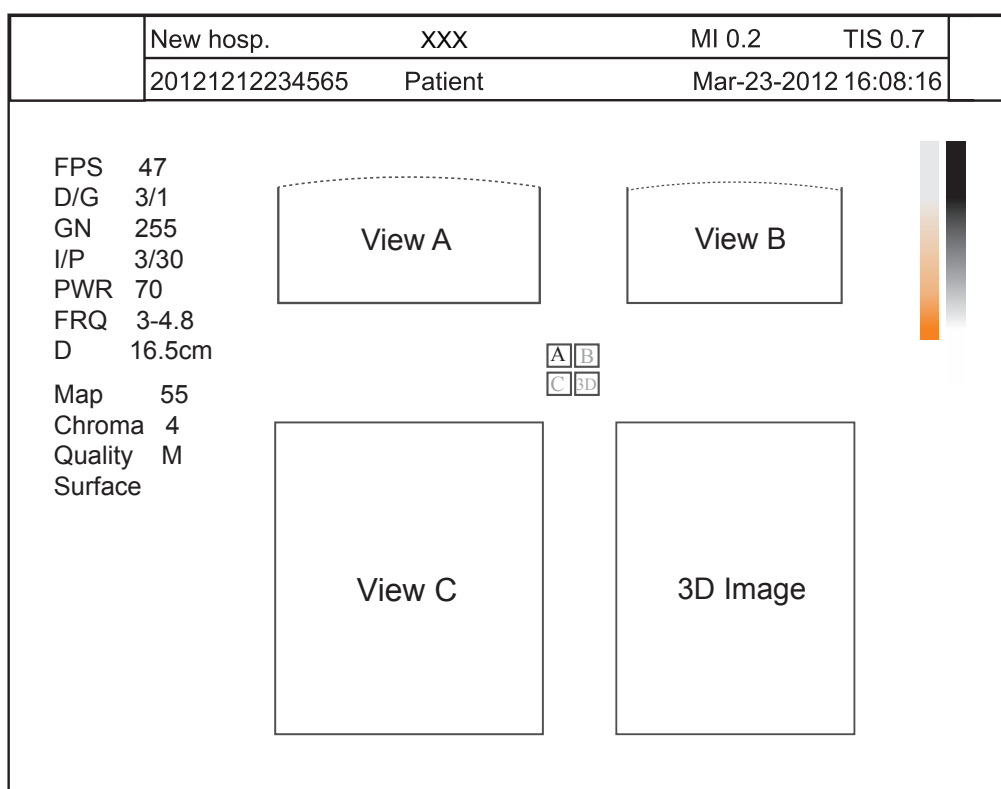 New hosp. XXX MI 0.2 TIS 0.7
20121212234565 Patient Mar-23-2012 16:08:16
FPS 47
D/G 3/1
GN 255
I/P 3/30
PWR 70
FRQ 3-4.8
D 16.5cm
Map 55
Chroma 4
Quality M
Surface
View A
View B
A B
C 3D
View C
3D Image